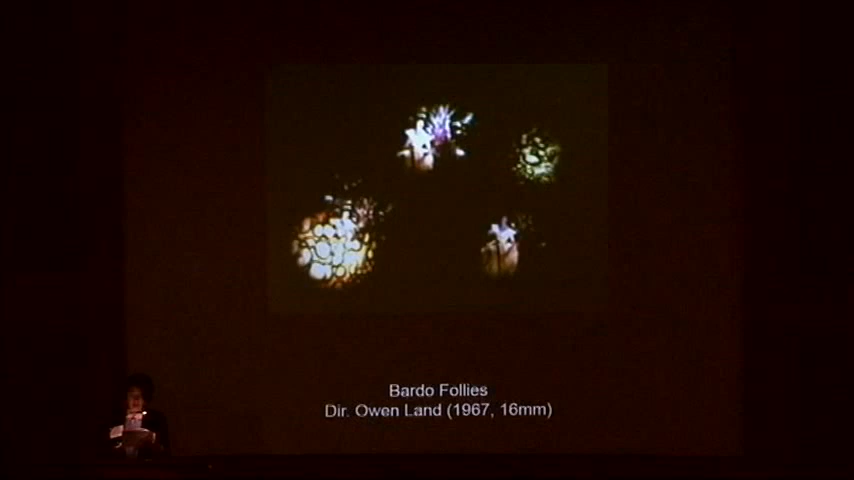 Bardo Follies
Dir. Owen Land (1967, 16mm)